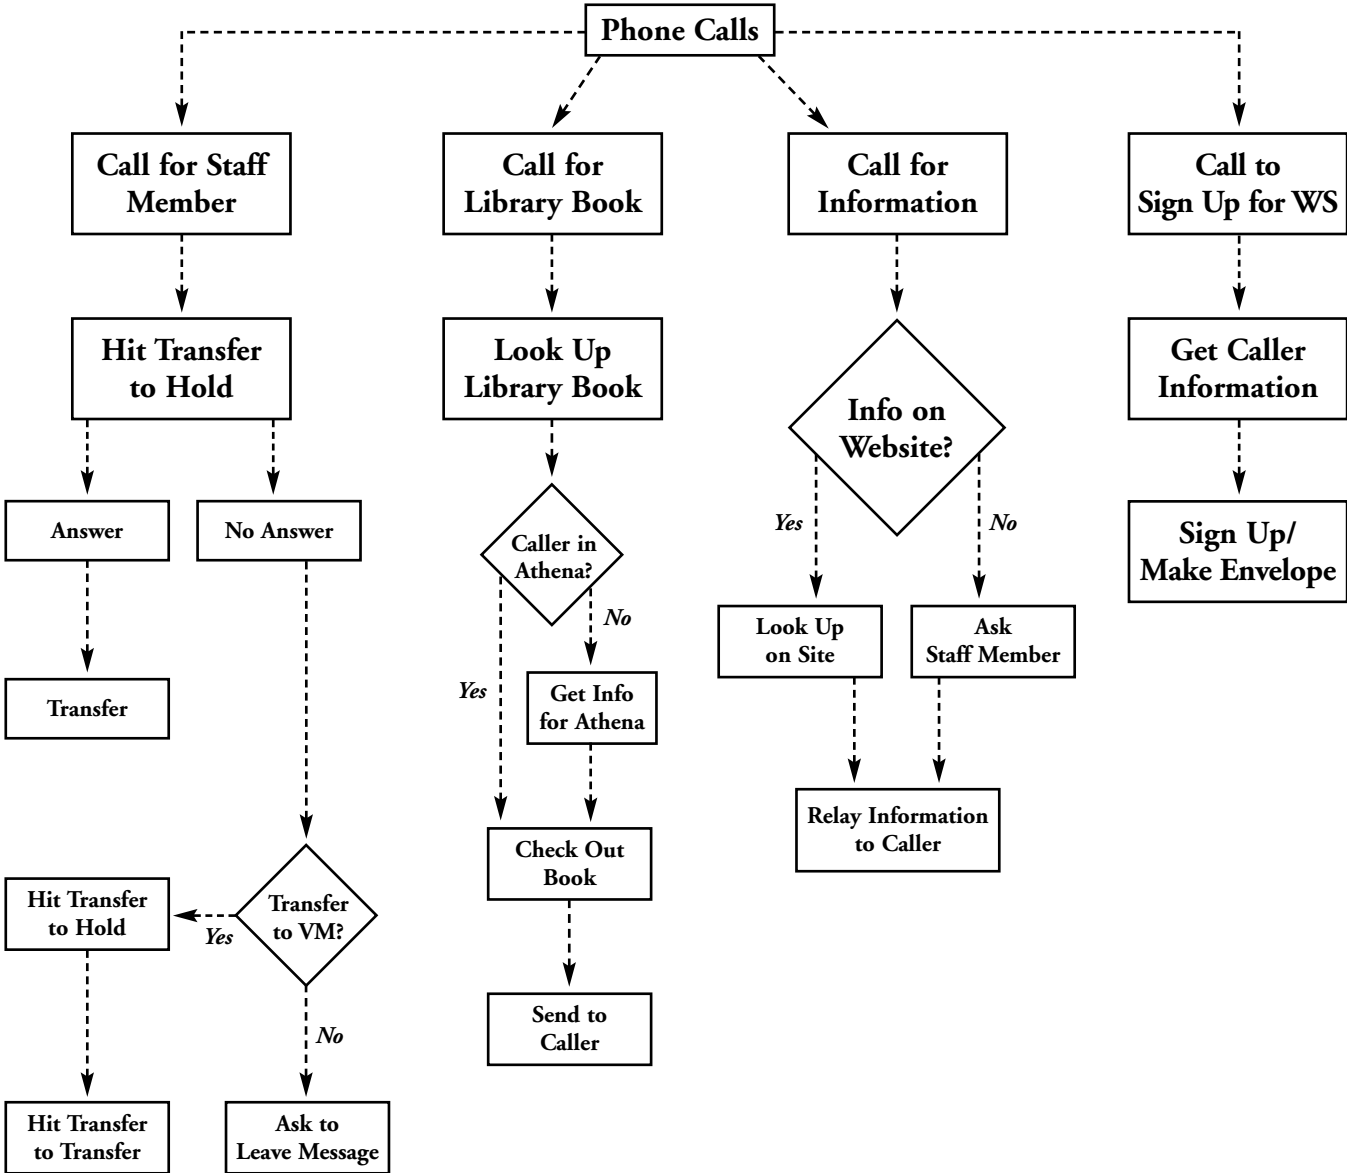 Phone Calls
Call for Staff
Member
Call for
Library Book
Call for
Information
Call to
Sign Up for WS
Hit Transfer
to Hold
Look Up
Library Book
Info on
Website?
Get Caller
Information
Answer
No Answer
Caller in
Athena?
Yes
No
Sign Up/
Make Envelope
Look Up
on Site
Ask
Staff Member
No
Yes
Get Info
for Athena
Transfer
Relay Information
to Caller
Check Out
Book
Hit Transfer
to Hold
Yes
Transfer
to VM?
No
Send to
Caller
Hit Transfer
to Transfer
Ask to
Leave Message